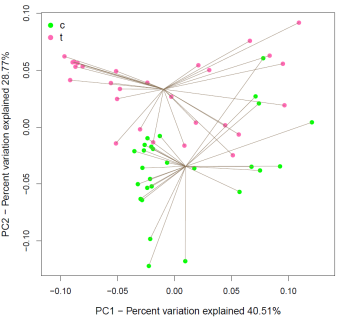 c
t
0.10
0.05
0.00
−0.05
−0.10
PC2 − Percent variation explained 28.77%
−0.10 −0.05 0.00 0.05 0.10
PC1 − Percent variation explained 40.51%